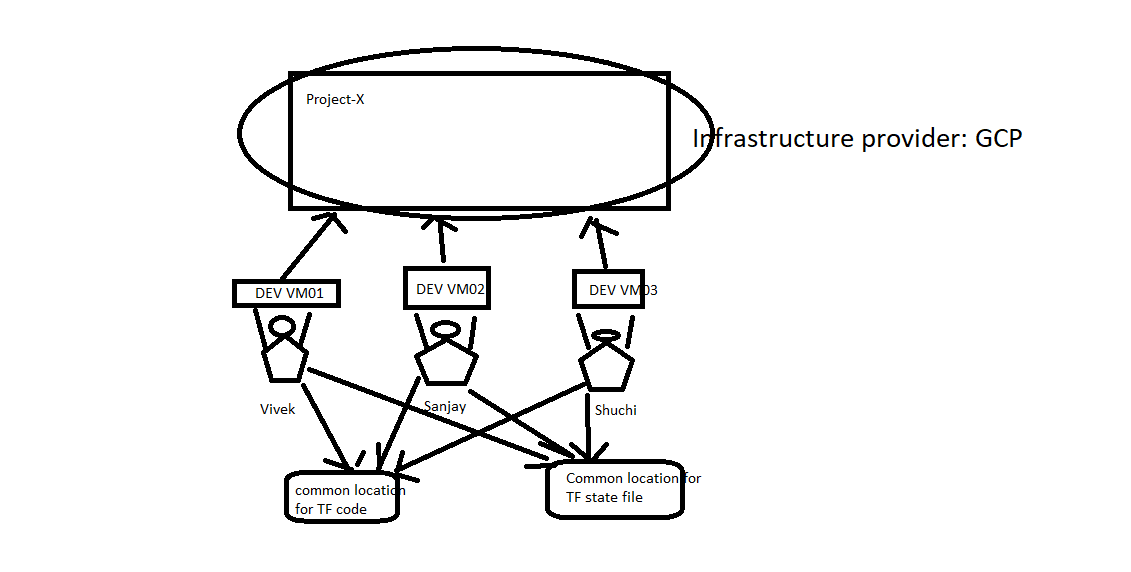 Project-X
Infrastructure provider: GCP
DEV VM01
DEV VM02
DEV VM03
Vivek
Sanjay
Shuchi
common location
for TF code
Common location for
TF state file